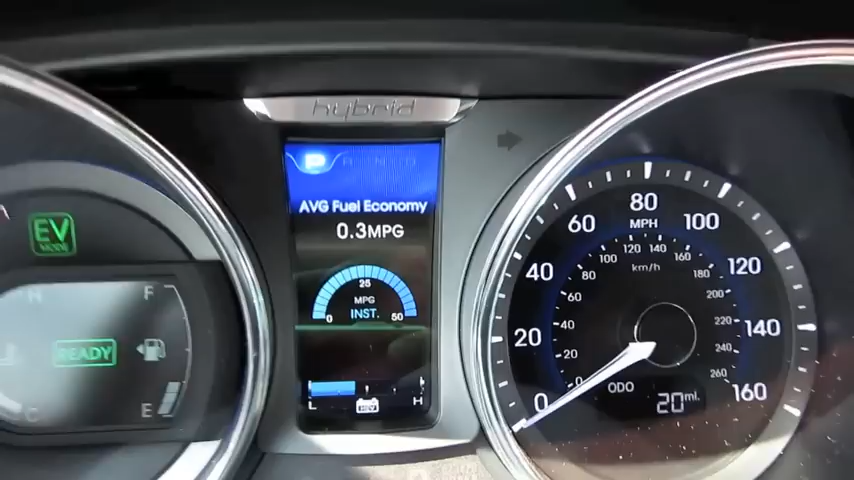 hybrid
EV
MODE
H
F
READY
C
E
P R N D
AVG Fuel Economy
0.3MPG
25
MPG
0 INST. 50
L
HEV
H
0
20
40
60
80
100
120
140
160
MPH
20
40
60
80
100
120
140
160
180
200
220
240
260
km/h
ODO
20mi.